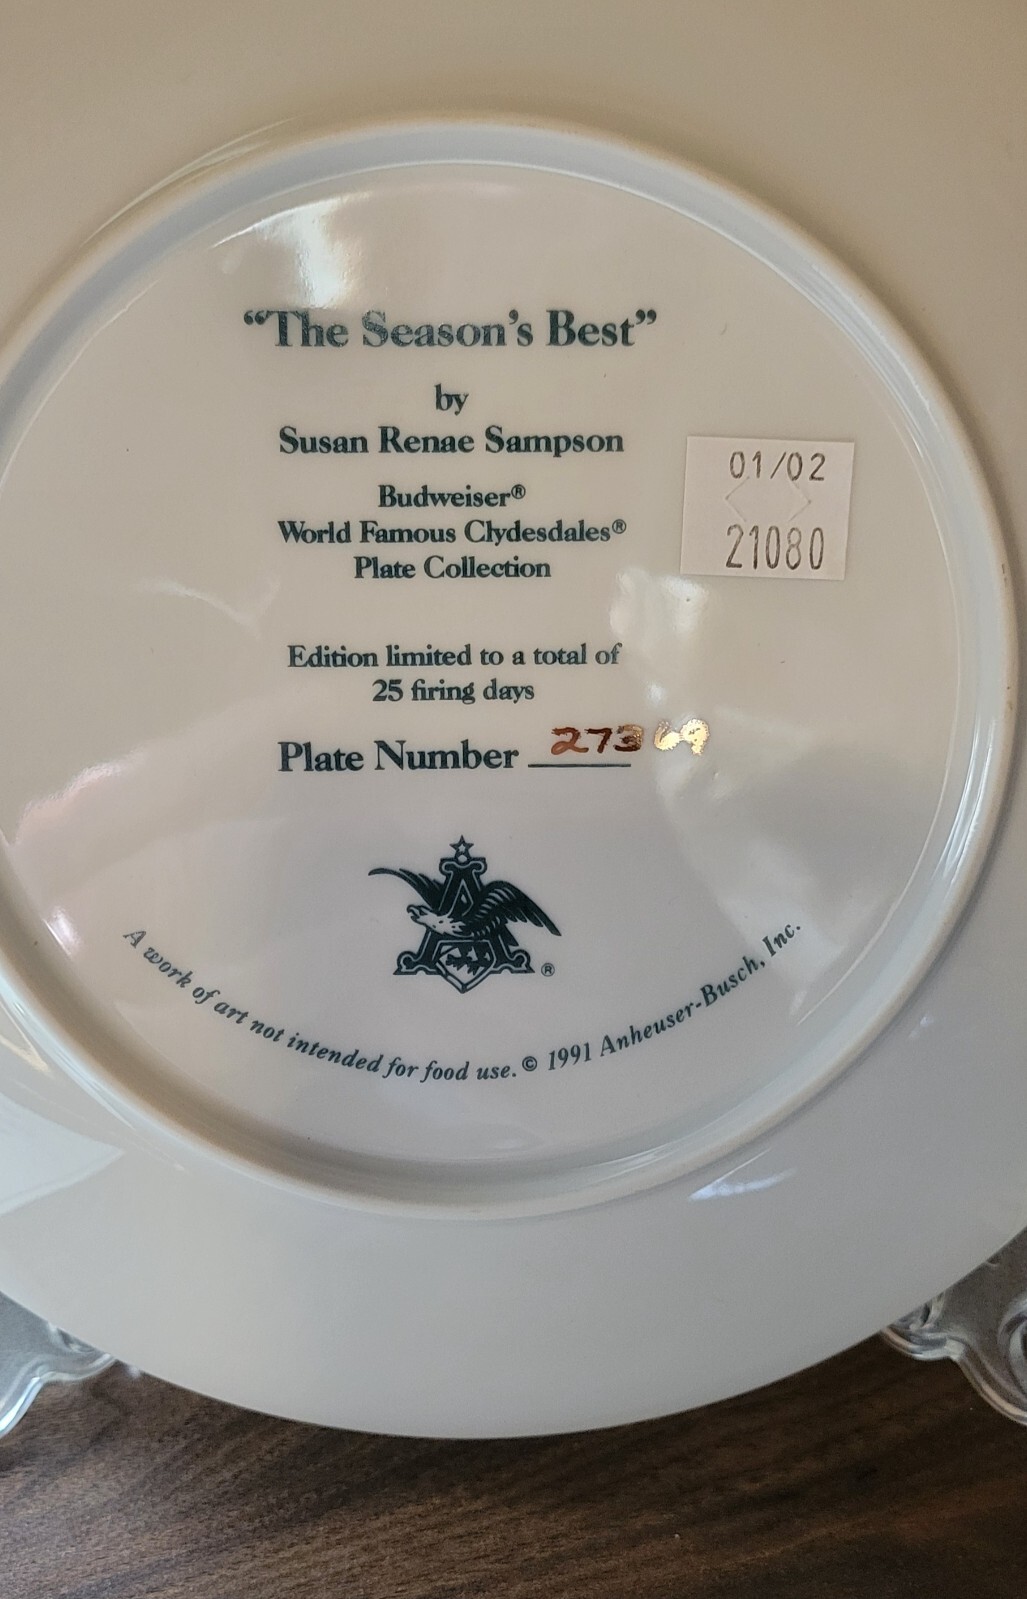 “The Season’s Best”
by
Susan Renae Sampson
Budweiser®
World Famous Clydesdales®
Plate Collection
01/02
21080
Edition limited to a total of
25 firing days
Plate Number 27369
A
®
A work of art not intended for food use. © 1991 Anheuser-Busch, Inc.